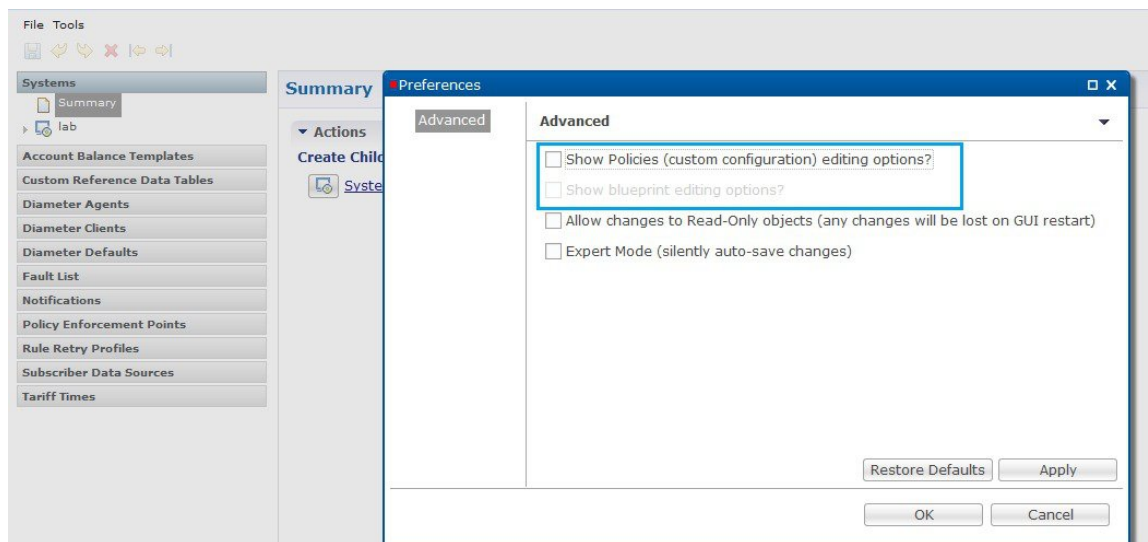 File Tools
Systems
Summary
lab
Account Balance Templates
Custom Reference Data Tables
Diameter Agents
Diameter Clients
Diameter Defaults
Fault List
Notifications
Policy Enforcement Points
Rule Retry Profiles
Subscriber Data Sources
Tariff Times
Summary
Actions
Create Child
Syste
Preferences
Advanced
Advanced
Show Policies (custom configuration) editing options?
Show blueprint editing options?
Allow changes to Read-Only objects (any changes will be lost on GUI restart)
Expert Mode (silently auto-save changes)
Restore Defaults
Apply
OK
Cancel